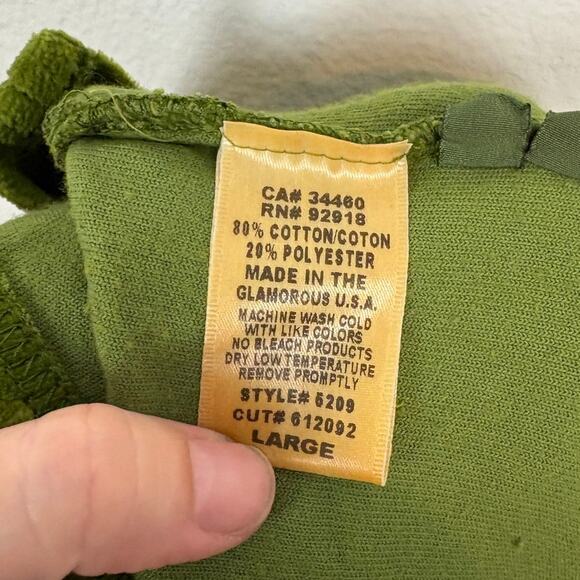 CA# 34460
RN# 92918
80% COTTON/COTON
20% POLYESTER
MADE IN THE
GLAMOROUS U.S.A.
MACHINE WASH COLD
WITH LIKE COLORS
NO BLEACH PRODUCTS
DRY LOW TEMPERATURE
REMOVE PROMPTLY
STYLE# 6209
CUT# 612092
LARGE